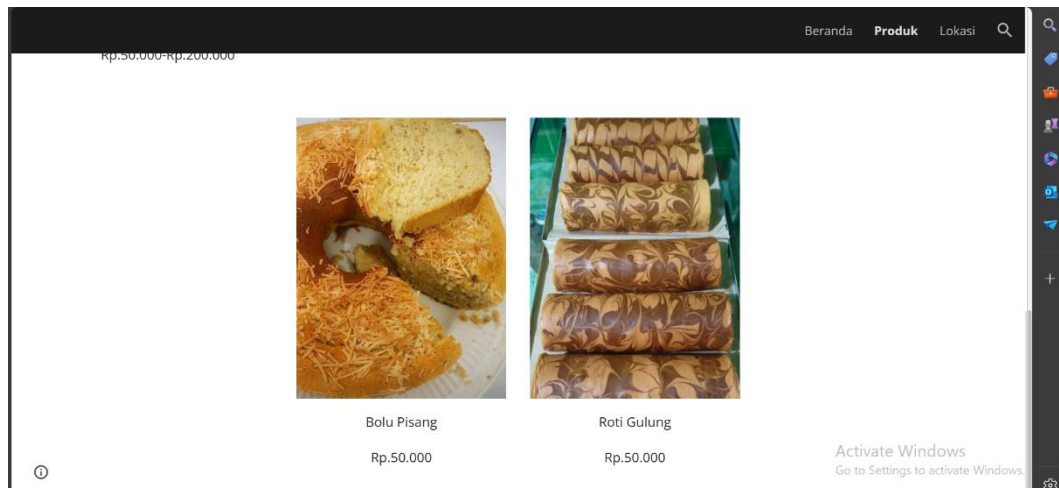 Beranda Produk Lokasi
Rp.50.000-Rp.200.000
Bolu Pisang Roti Gulung
Rp.50.000 Rp.50.000
Activate Windows
Go to Settings to activate Windows.